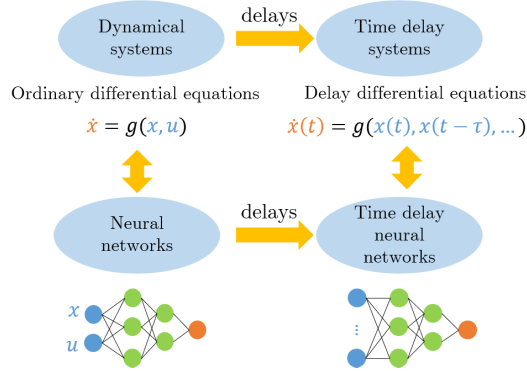 Dynamical
systems
delays
Time delay
systems
Ordinary differential equations
Delay differential equations
ẋ = g(x, u)
ẋ(t) = g(x(t), x(t − τ), …)
Neural
networks
delays
Time delay
neural
networks
x
u
⋮